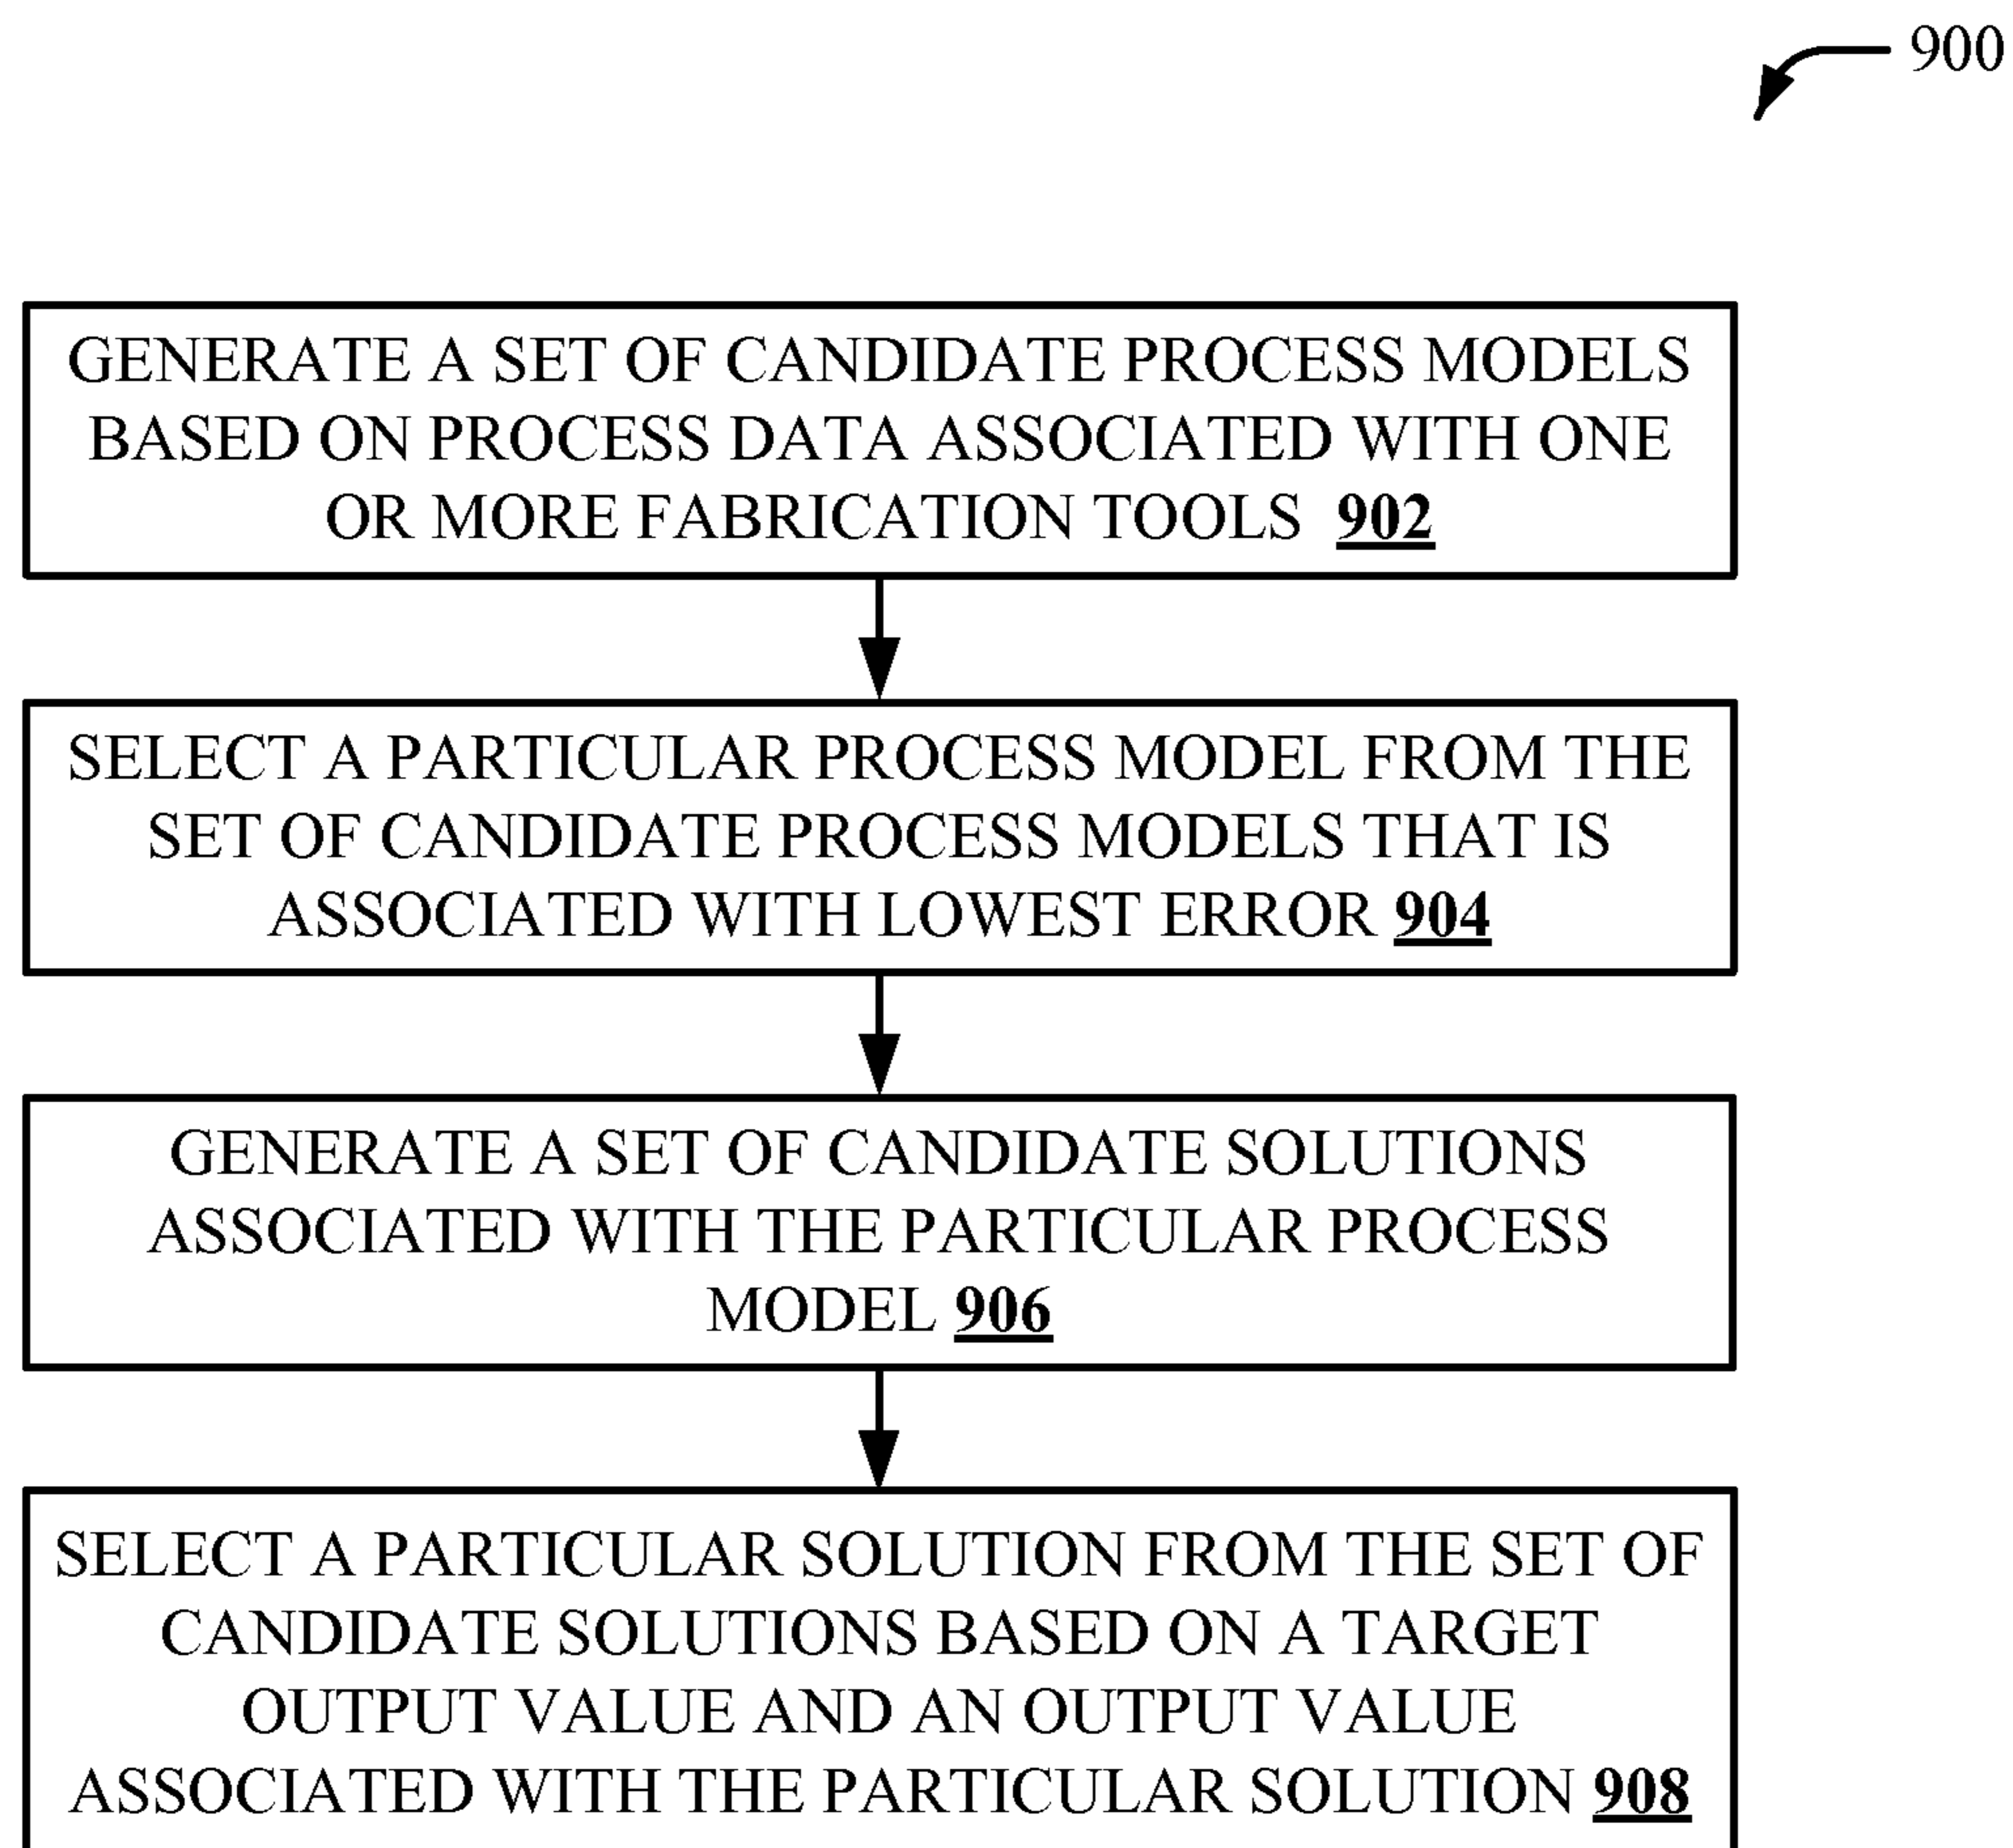 900
GENERATE A SET OF CANDIDATE PROCESS MODELS
BASED ON PROCESS DATA ASSOCIATED WITH ONE
OR MORE FABRICATION TOOLS 902
SELECT A PARTICULAR PROCESS MODEL FROM THE
SET OF CANDIDATE PROCESS MODELS THAT IS
ASSOCIATED WITH LOWEST ERROR 904
GENERATE A SET OF CANDIDATE SOLUTIONS
ASSOCIATED WITH THE PARTICULAR PROCESS
MODEL 906
SELECT A PARTICULAR SOLUTION FROM THE SET OF
CANDIDATE SOLUTIONS BASED ON A TARGET
OUTPUT VALUE AND AN OUTPUT VALUE
ASSOCIATED WITH THE PARTICULAR SOLUTION 908